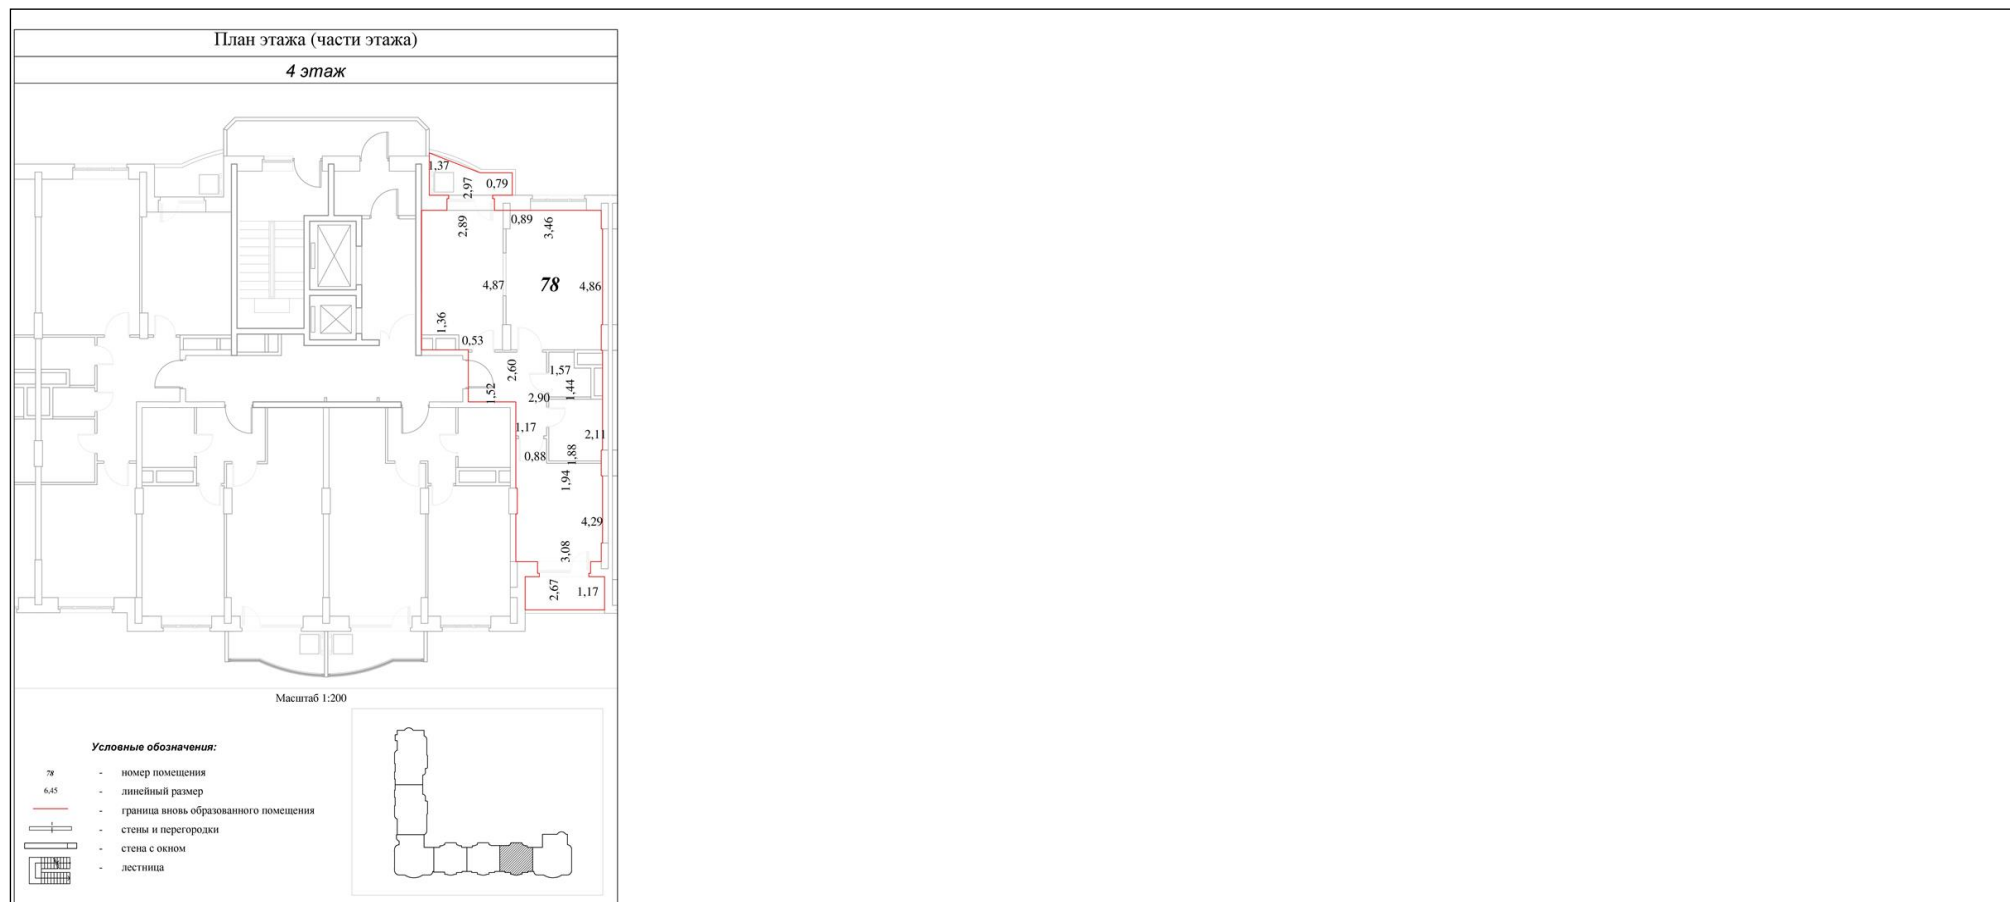 План этажа (части этажа)
4 этаж
1,37
2,97
0,79
2,89
0,89
3,46
4,87
78
4,86
1,36
0,53
2,60
1,57
1,52
2,90
1,44
1,17
2,11
0,88
1,88
1,94
4,29
3,08
2,67
1,17
Масштаб 1:200
Условные обозначения:
78 - номер помещения
6,45 - линейный размер
- граница вновь образованного помещения
- стены и перегородки
- стена с окном
- лестница